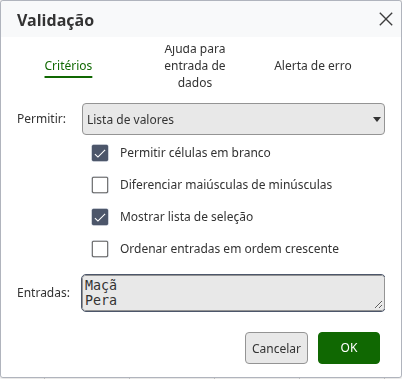 Validação
Critérios
Ajuda para
entrada de
dados
Alerta de erro
Permitir:
Lista de valores
Permitir células em branco
Diferenciar maiúsculas de minúsculas
Mostrar lista de seleção
Ordenar entradas em ordem crescente
Entradas:
Maçã
Pera
Cancelar
OK